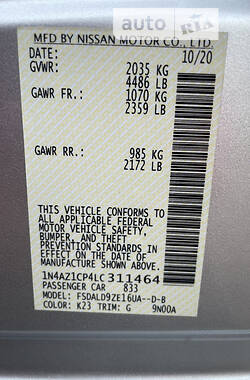 AUTO RIA
MFD BY NISSAN MOTOR CO., LTD.
DATE: 10/20
GVWR: 2035 KG
4486 LB
GAWR FR: 1070 KG
2359 LB
GAWR RR: 985 KG
2172 LB
THIS VEHICLE CONFORMS TO
ALL APPLICABLE FEDERAL
MOTOR VEHICLE SAFETY,
BUMPER, AND THEFT
PREVENTION STANDARDS IN
EFFECT ON THE DATE OF
MANUFACTURE SHOWN ABOVE.
1N4AZ1CP4LC311464
PASSENGER CAR 833
MODEL: FSDALD9ZE16UA--D-B
COLOR: K23 TRIM: G 9N00A